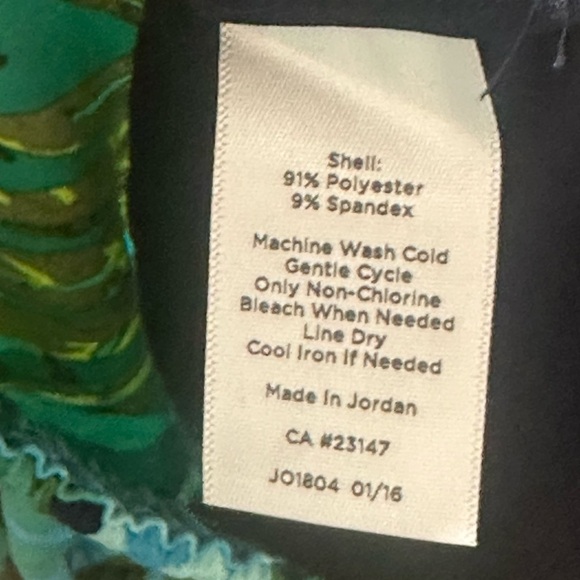 Shell:
91% Polyester
9% Spandex
Machine Wash Cold
Gentle Cycle
Only Non-Chlorine
Bleach When Needed
Line Dry
Cool Iron If Needed
Made In Jordan
CA #23147
JO1804 01/16